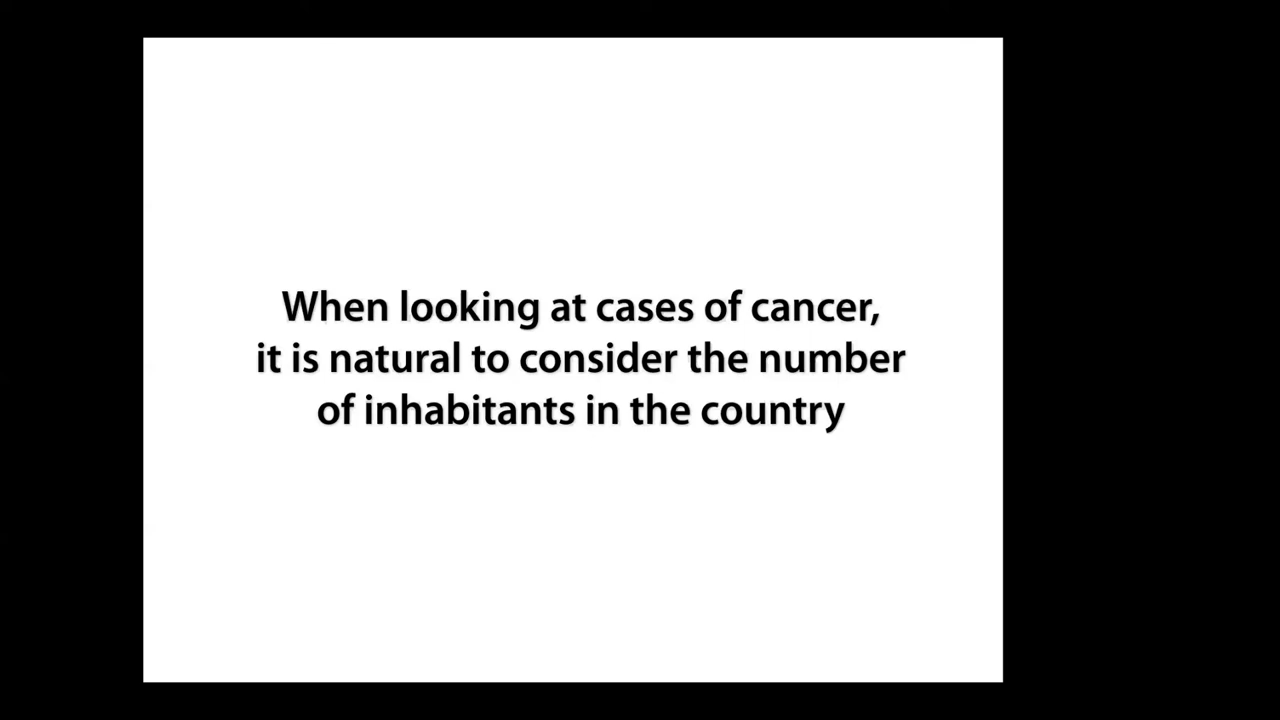 When looking at cases of cancer,
it is natural to consider the number
of inhabitants in the country